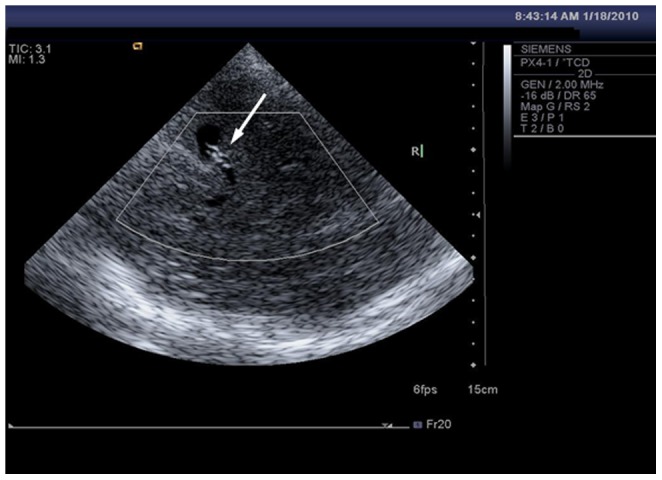 8:43:14 AM 1/18/2010
TIC: 3.1
MI: 1.3
SIEMENS
PX4-1 / *TCD
2D
GEN / 2.00 MHz
-16 dB / DR 65
Map G / RS 2
E 3 / P 1
T 2 / B 0
R
6fps 15cm
Fr20